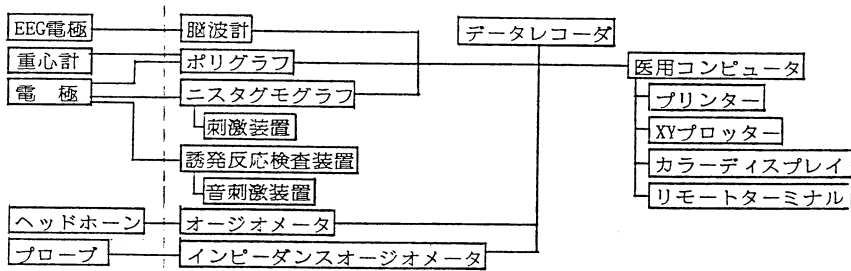 EEG電極
脳波計
データレコーダ
重心計
ポリグラフ
医用コンピュータ
電 極
ニスタグモグラフ
プリンター
刺激装置
XYプロッター
誘発反応検査装置
カラーディスプレイ
音刺激装置
リモートターミナル
ヘッドホーン
オージオメータ
プローブ
インピーダンスオージオメータ